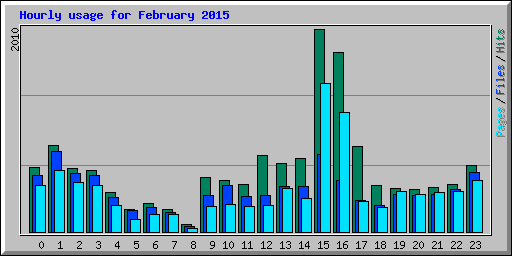 Hourly usage for February 2015
2010
Pages/Files/Hits
0 1 2 3 4 5 6 7 8 9 10 11 12 13 14 15 16 17 18 19 20 21 22 23